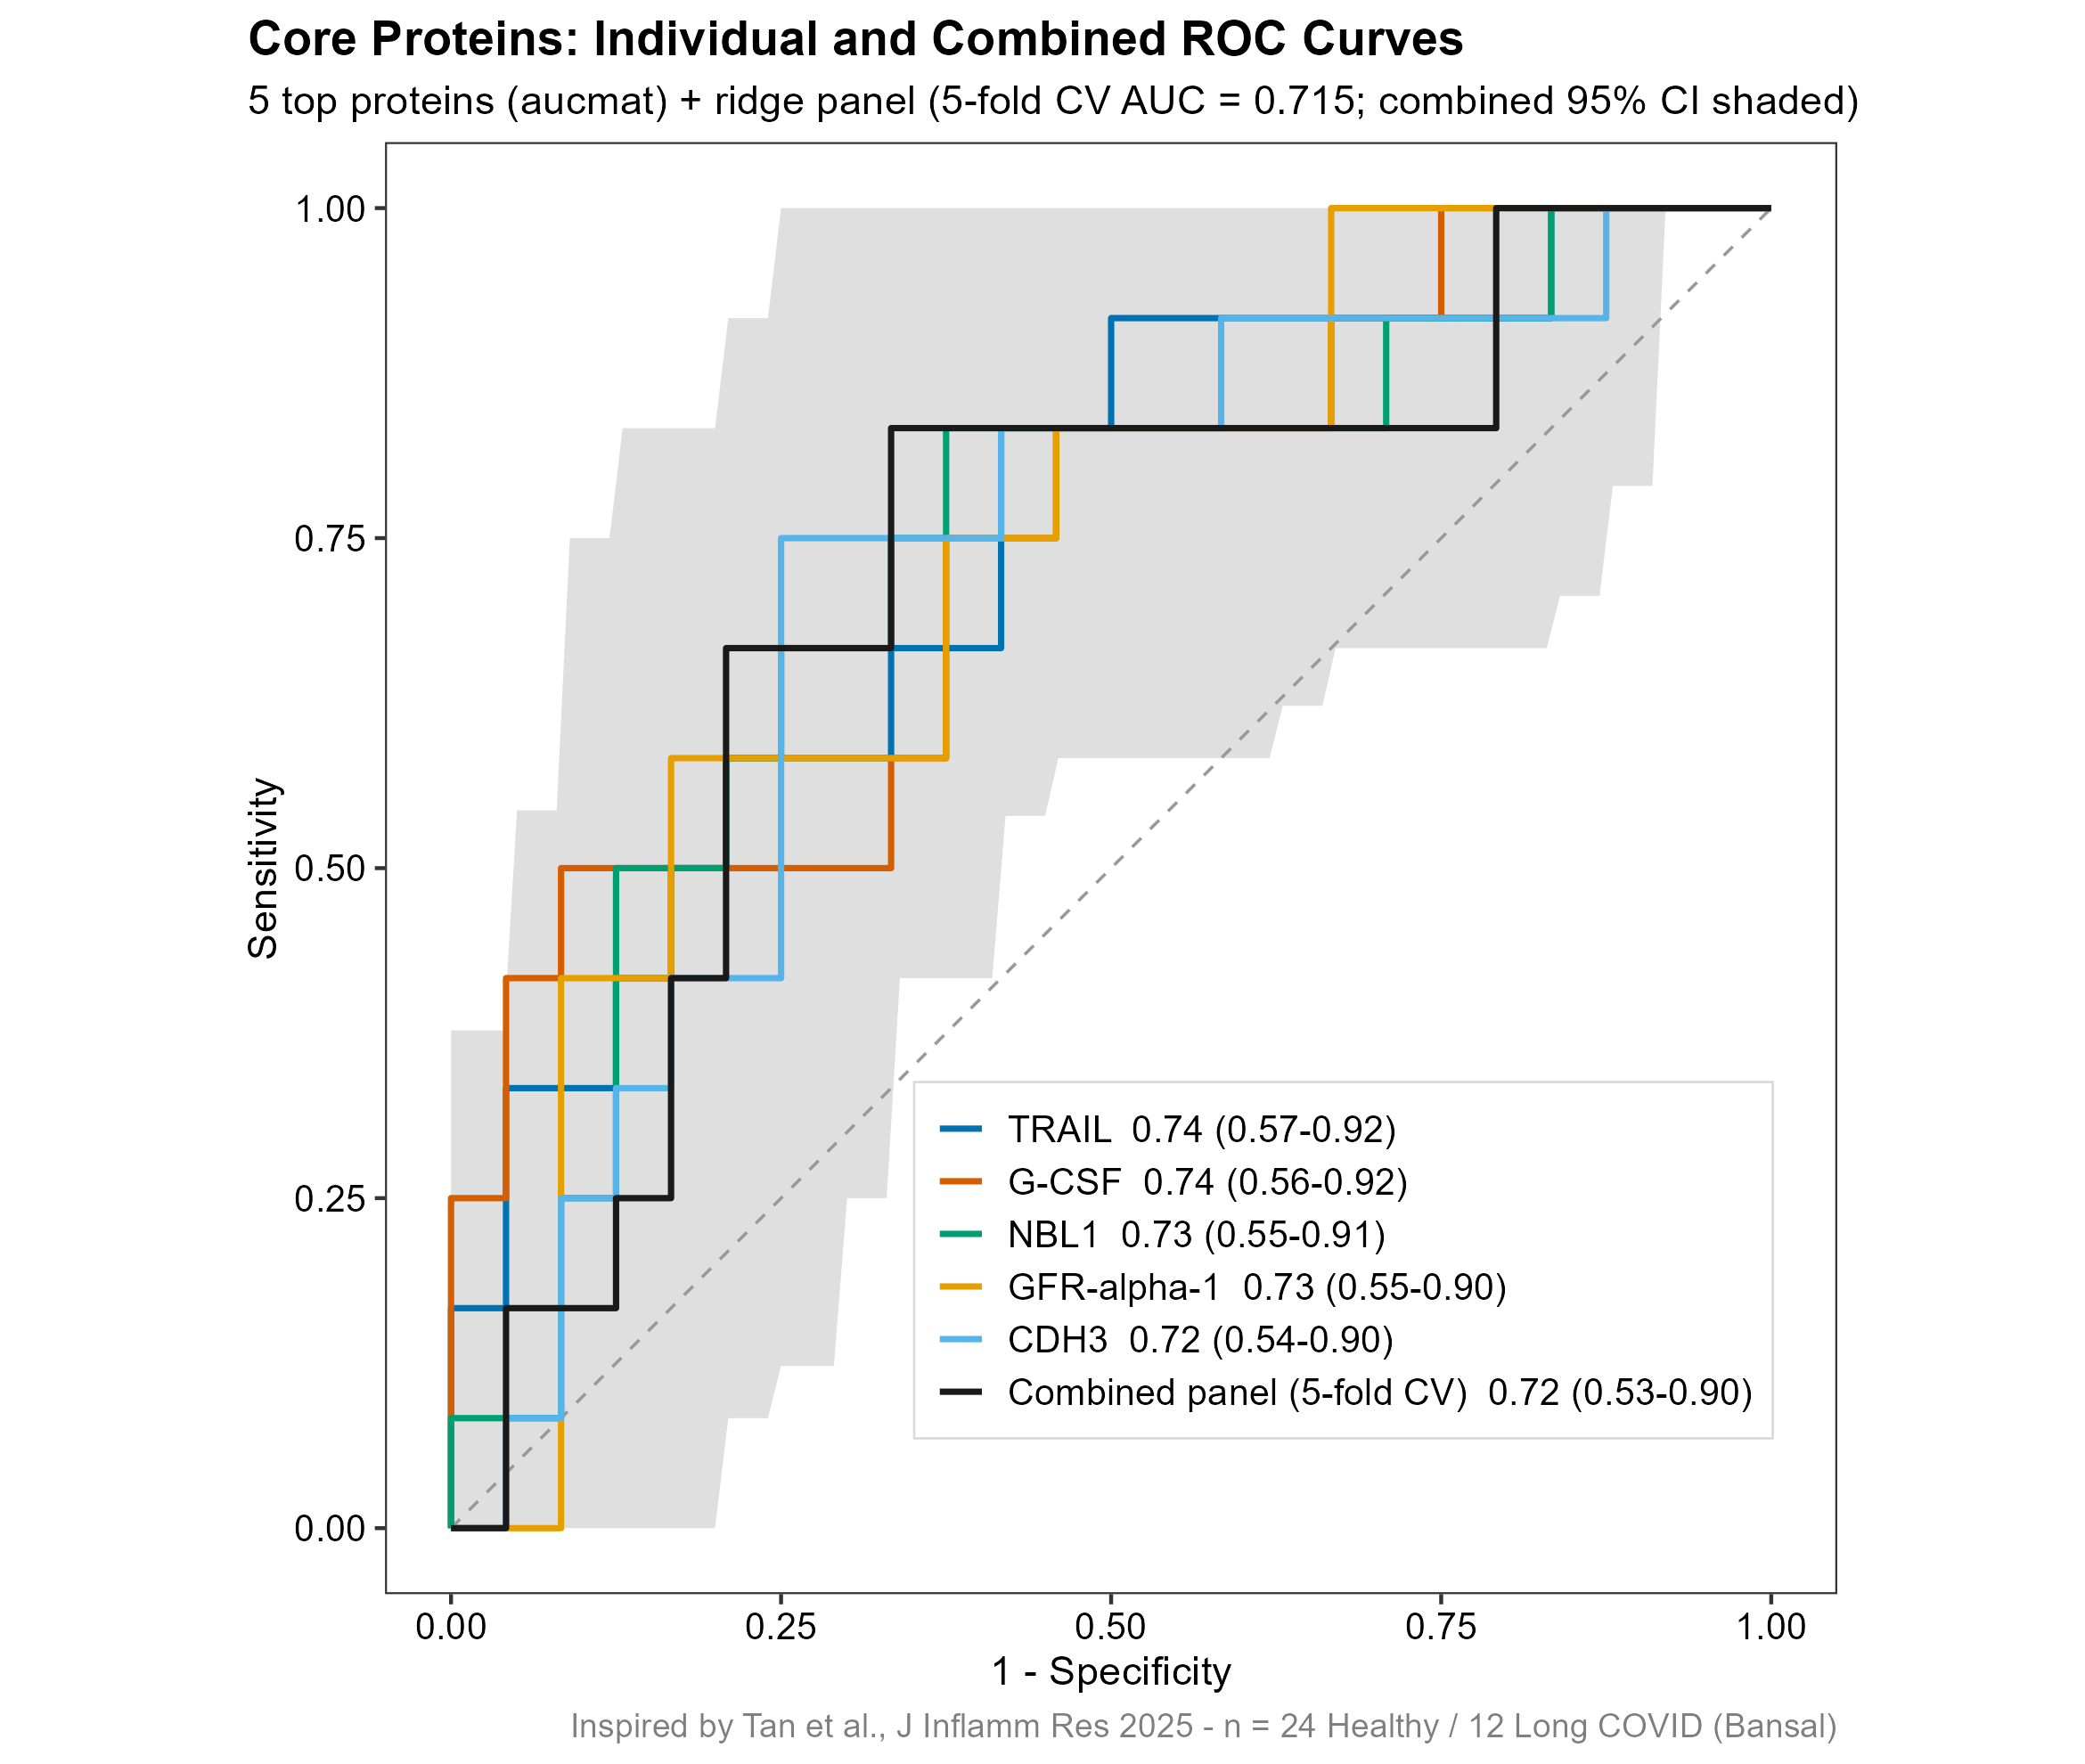 Core Proteins: Individual and Combined ROC Curves
5 top proteins (aucmat) + ridge panel (5-fold CV AUC = 0.715; combined 95% CI shaded)
Sensitivity
1.00
0.75
0.50
0.25
0.00
TRAIL 0.74 (0.57-0.92)
G-CSF 0.74 (0.56-0.92)
NBL1 0.73 (0.55-0.91)
GFR-alpha-1 0.73 (0.55-0.90)
CDH3 0.72 (0.54-0.90)
Combined panel (5-fold CV) 0.72 (0.53-0.90)
0.00 0.25 0.50 0.75 1.00
1 - Specificity
Inspired by Tan et al., J Inflamm Res 2025 - n = 24 Healthy / 12 Long COVID (Bansal)